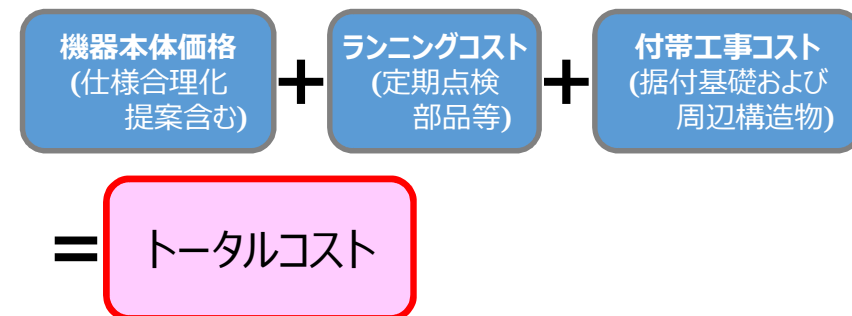 機器本体価格
(仕様合理化
提案含む)
+
ランニングコスト
(定期点検
部品等)
+
付帯工事コスト
(据付基礎および
周辺構造物)
=
トータルコスト